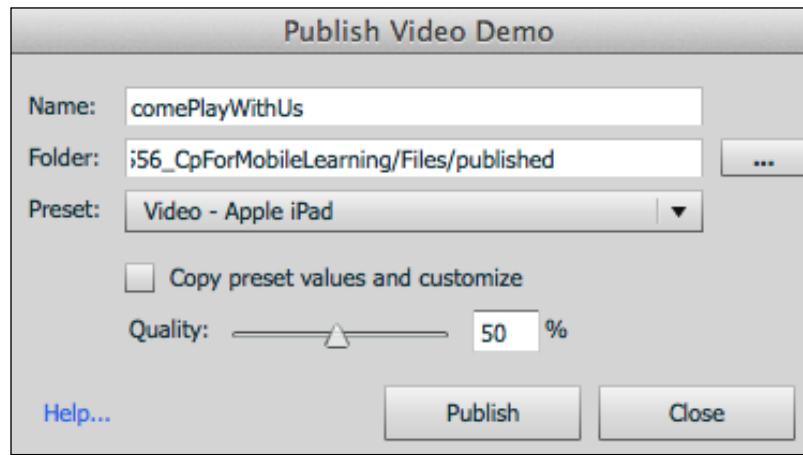 Publish Video Demo
Name: comePlayWithUs
Folder: 556_CpForMobileLearning/Files/published ...
Preset: Video - Apple iPad
Copy preset values and customize
Quality: 50 %
Help... Publish Close